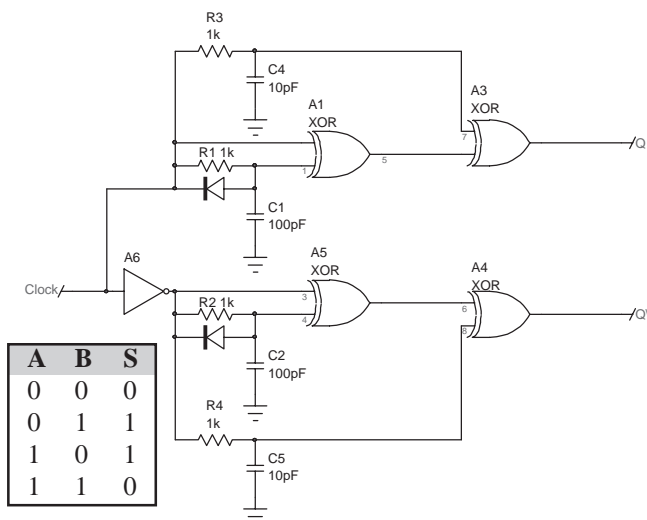 R3
1k
C4
10pF
A3
XOR
A1
XOR
7
Q
5
R1 1k
1
C1
100pF
A6
A5
XOR
A4
XOR
Clock
3
R2 1k
4
6
8
Q\
C2
100pF
R4
1k
C5
10pF
A B S
0 0 0
0 1 1
1 0 1
1 1 0